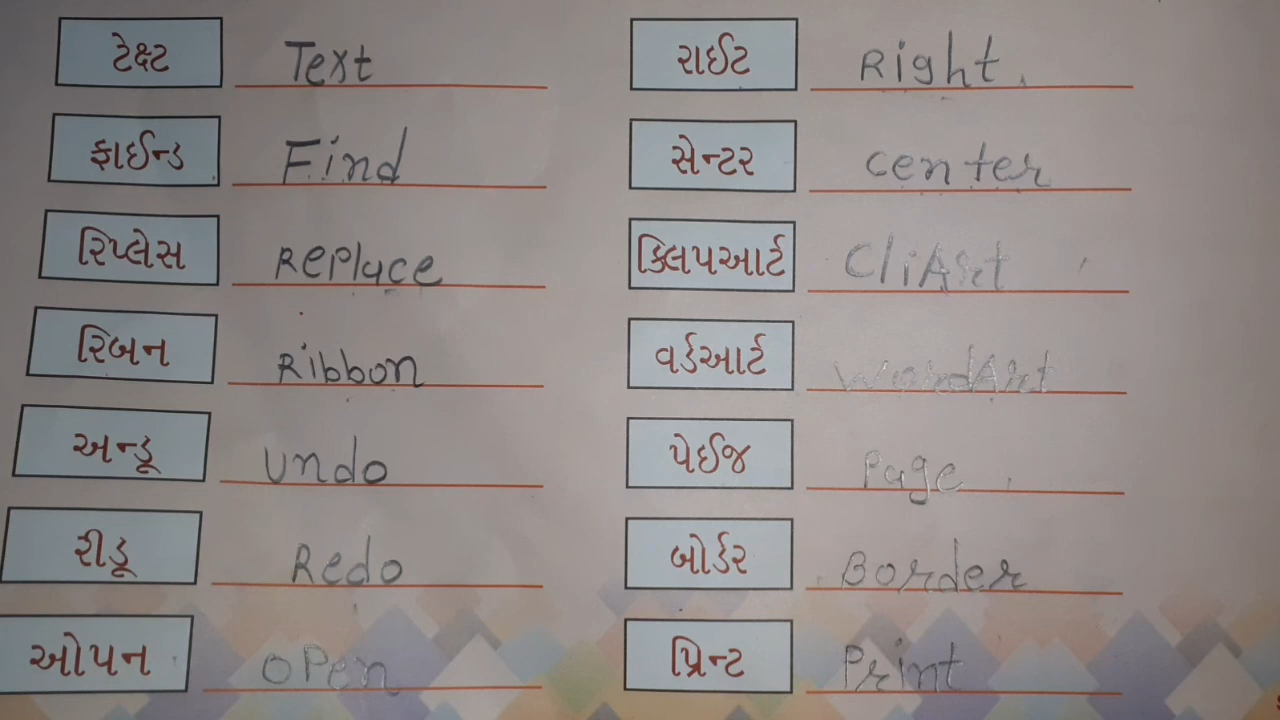 ટેક્ષ્ટ Text રાઈટ Right
ફાઈન્ડ Find સેન્ટર center
રિપ્લેસ RePlace ક્લિપઆર્ટ CliArt
રિબન Ribbon વર્ડઆર્ટ WordArt
અન્ડૂ undo પેઈજ Page
રીડૂ Redo બોર્ડર Border
ઓપન oPen પ્રિન્ટ Print